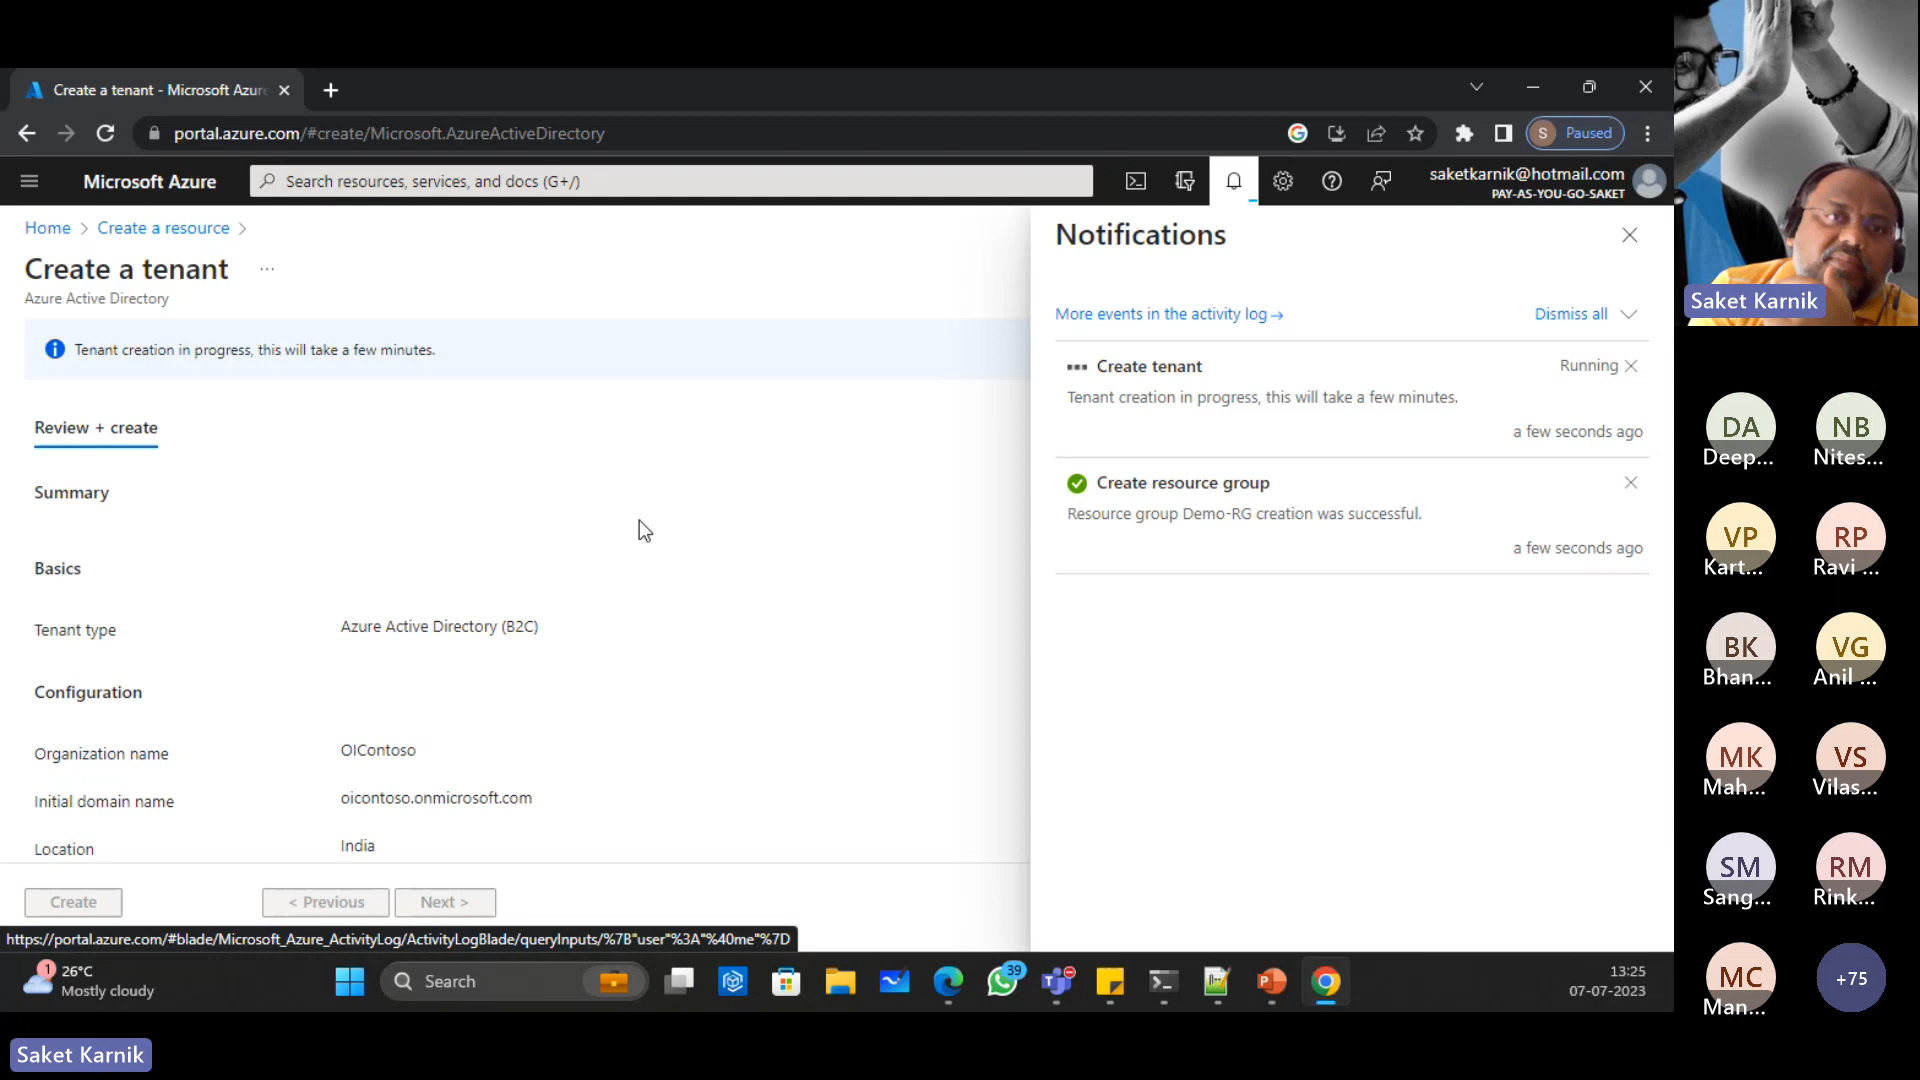 Create a tenant - Microsoft Azur
portal.azure.com/#create/Microsoft.AzureActiveDirectory
S Paused
Microsoft Azure
Search resources, services, and docs (G+/)
saketkarnik@hotmail.com
PAY-AS-YOU-GO-SAKET
Home > Create a resource >
Create a tenant ...
Azure Active Directory
Tenant creation in progress, this will take a few minutes.
Review + create
Summary
Basics
Tenant type Azure Active Directory (B2C)
Configuration
Organization name OIContoso
Initial domain name oicontoso.onmicrosoft.com
Location India
Create < Previous Next >
https://portal.azure.com/#blade/Microsoft_Azure_ActivityLog/ActivityLogBlade/queryInputs/%7B"user"%3A"%40me"%7D
Notifications
More events in the activity log →
Dismiss all
Create tenant
Running
Tenant creation in progress, this will take a few minutes.
a few seconds ago
Create resource group
Resource group Demo-RG creation was successful.
a few seconds ago
1
26°C
Mostly cloudy
Search
39
13:25
07-07-2023
Saket Karnik
Saket Karnik
DA
Deep...
NB
Nites...
VP
Kart...
RP
Ravi ...
BK
Bhan...
VG
Anil ...
MK
Mah...
VS
Vilas...
SM
Sang...
RM
Rink...
MC
Man...
+75